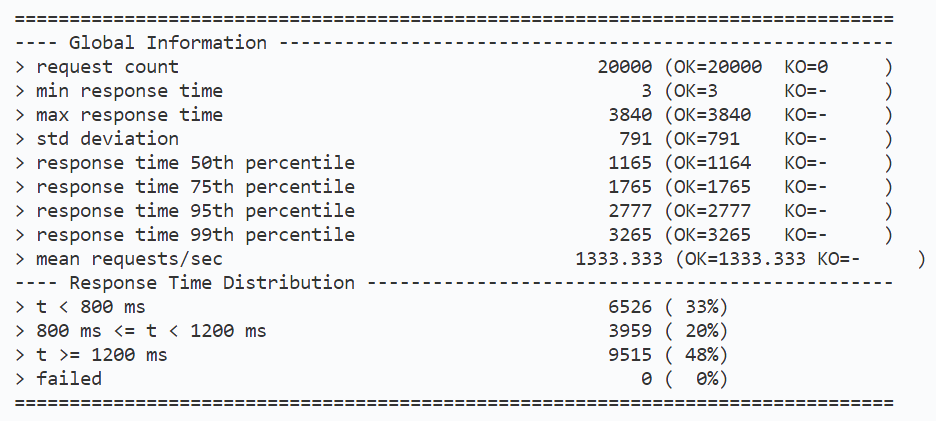 ================================================================================
---- Global Information --------------------------------------------------------
> request count                                      20000 (OK=20000  KO=0     )
> min response time                                      3 (OK=3      KO=-     )
> max response time                                   3840 (OK=3840   KO=-     )
> std deviation                                        791 (OK=791    KO=-     )
> response time 50th percentile                       1165 (OK=1164   KO=-     )
> response time 75th percentile                       1765 (OK=1765   KO=-     )
> response time 95th percentile                       2777 (OK=2777   KO=-     )
> response time 99th percentile                       3265 (OK=3265   KO=-     )
> mean requests/sec                                1333.333 (OK=1333.333 KO=-     )
---- Response Time Distribution ------------------------------------------------
> t < 800 ms                                          6526 ( 33%)
> 800 ms <= t < 1200 ms                               3959 ( 20%)
> t >= 1200 ms                                        9515 ( 48%)
> failed                                                 0 (  0%)
================================================================================